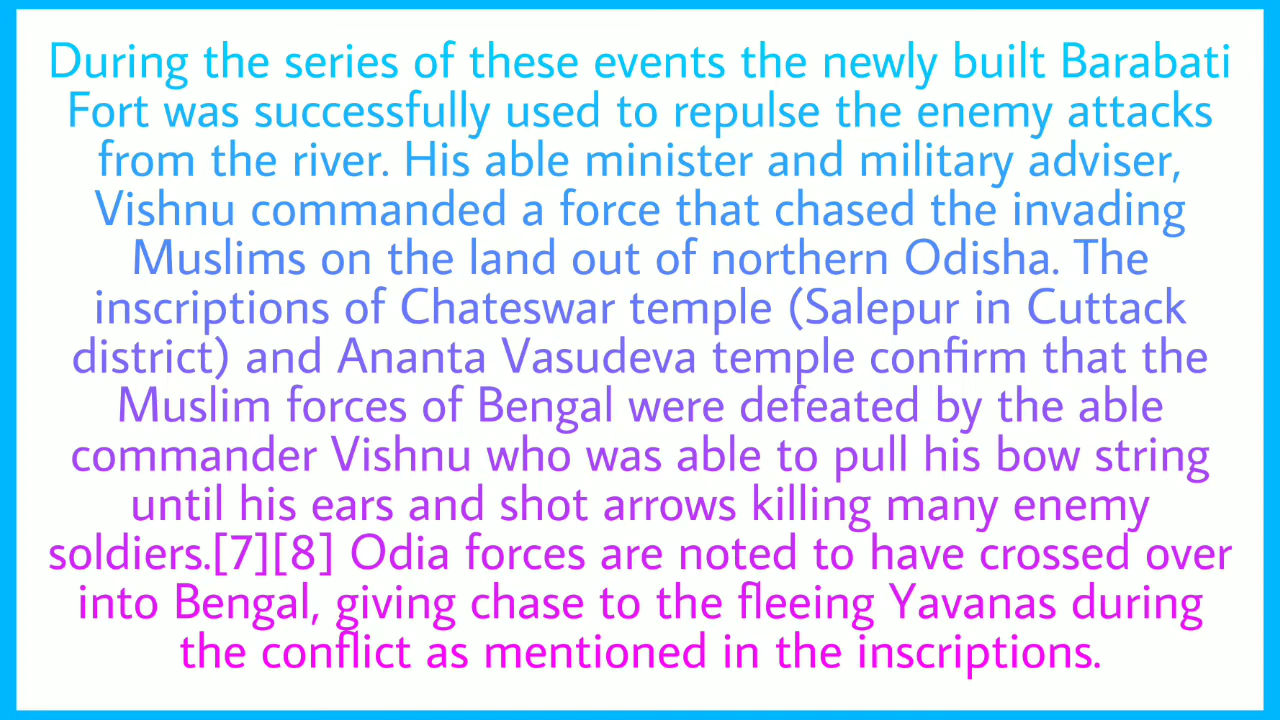 During the series of these events the newly built Barabati
Fort was successfully used to repulse the enemy attacks
from the river. His able minister and military adviser,
Vishnu commanded a force that chased the invading
Muslims on the land out of northern Odisha. The
inscriptions of Chateswar temple (Salepur in Cuttack
district) and Ananta Vasudeva temple confirm that the
Muslim forces of Bengal were defeated by the able
commander Vishnu who was able to pull his bow string
until his ears and shot arrows killing many enemy
soldiers.[7][8] Odia forces are noted to have crossed over
into Bengal, giving chase to the fleeing Yavanas during
the conflict as mentioned in the inscriptions.